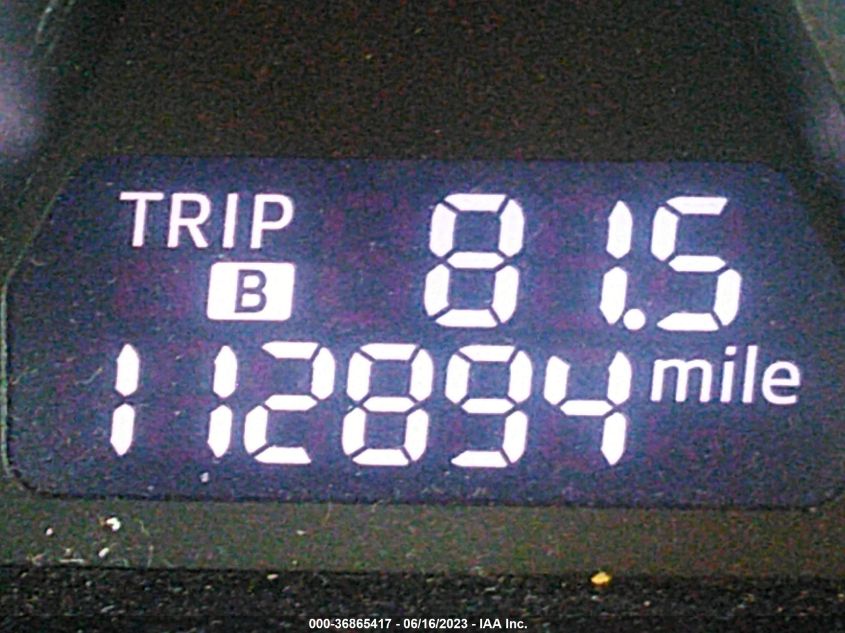 TRIP 81.5
B
112894 mile
000-36865417 - 06/16/2023 - IAA Inc.